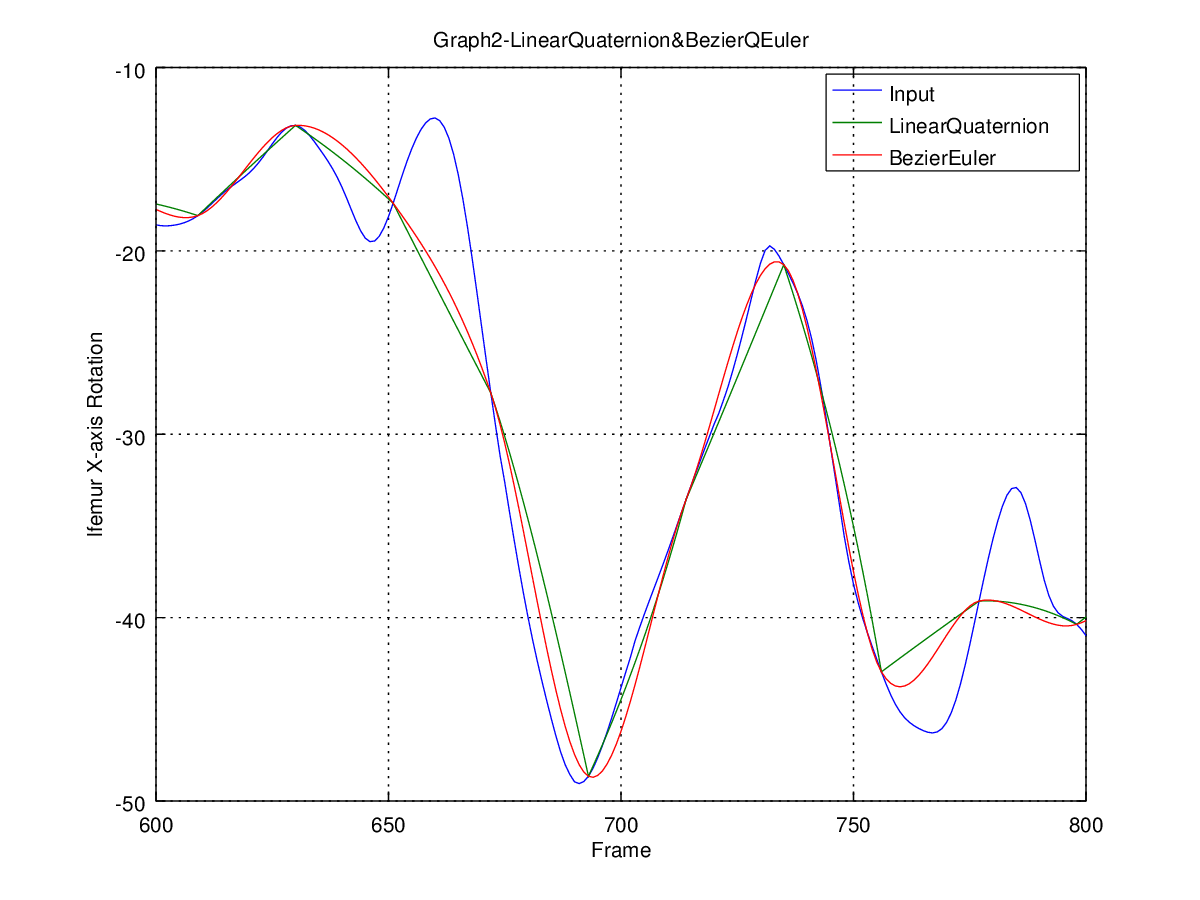 Graph2-LinearQuaternion&BezierQEuler
Input
LinearQuaternion
BezierEuler
lfemur X-axis Rotation
-10
-20
-30
-40
-50
600
650
700
750
800
Frame